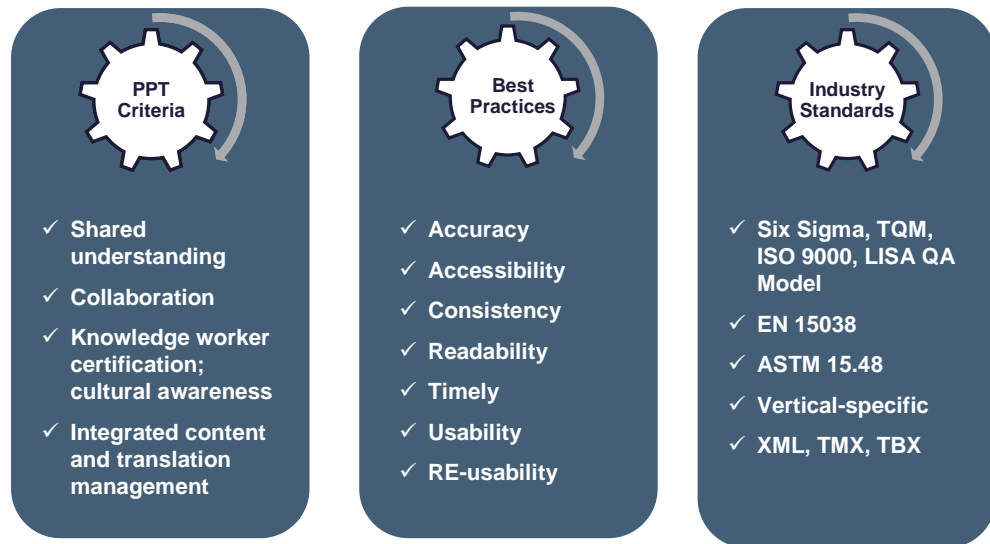 PPT
Criteria
✓ Shared
understanding
✓ Collaboration
✓ Knowledge worker
certification;
cultural awareness
✓ Integrated content
and translation
management
Best
Practices
✓ Accuracy
✓ Accessibility
✓ Consistency
✓ Readability
✓ Timely
✓ Usability
✓ RE-usability
Industry
Standards
✓ Six Sigma, TQM,
ISO 9000, LISA QA
Model
✓ EN 15038
✓ ASTM 15.48
✓ Vertical-specific
✓ XML, TMX, TBX